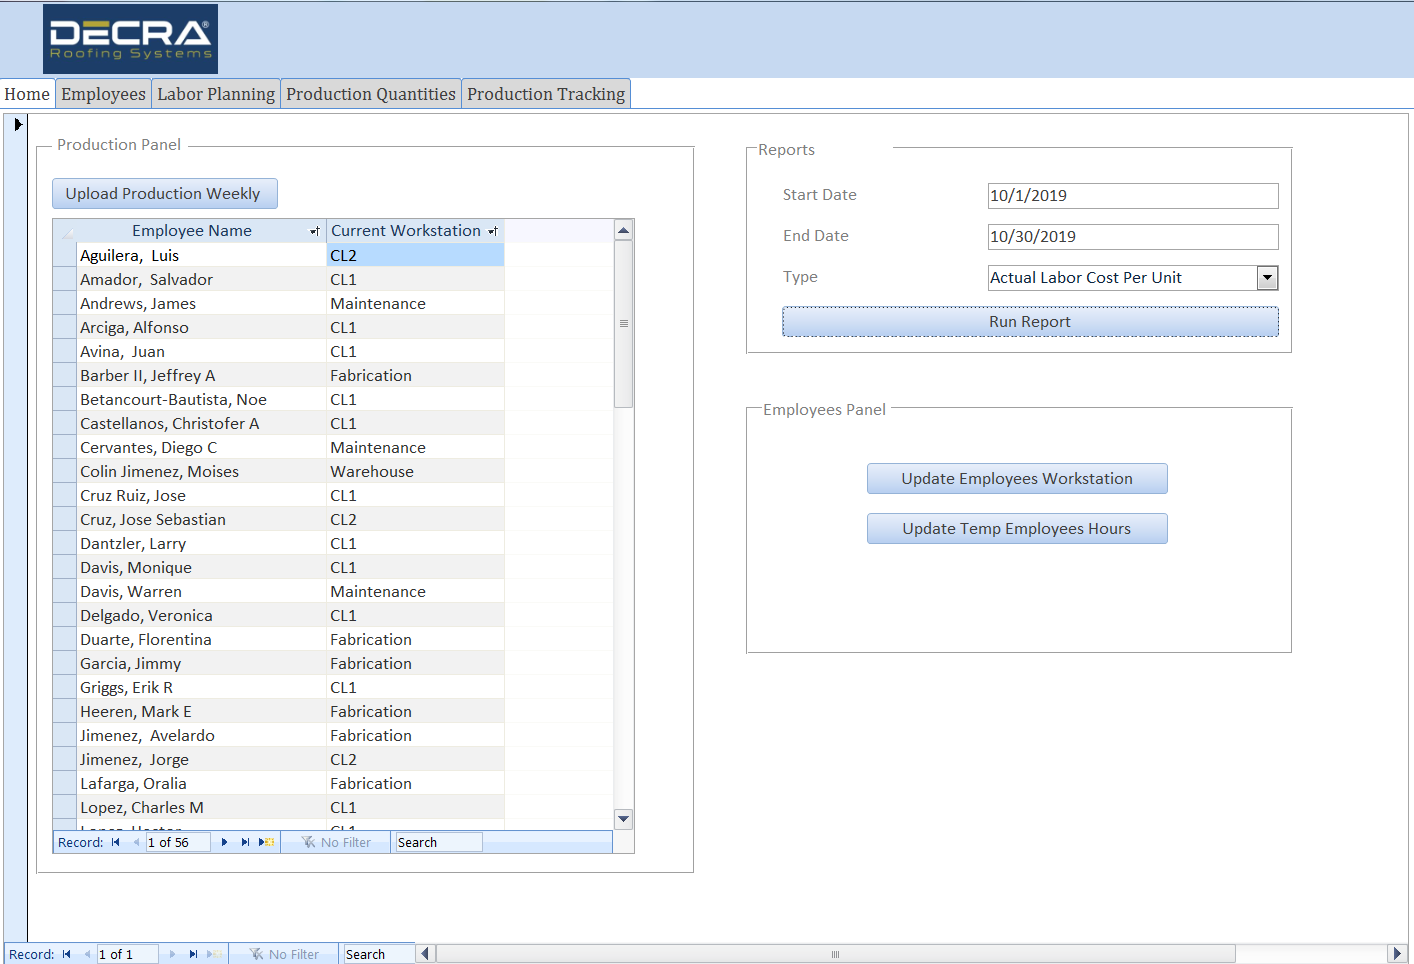 DECRA®
Roofing Systems
Home Employees Labor Planning Production Quantities Production Tracking
Production Panel
Upload Production Weekly
Employee Name Current Workstation
Aguilera, Luis CL2
Amador, Salvador CL1
Andrews, James Maintenance
Arciga, Alfonso CL1
Avina, Juan CL1
Barber II, Jeffrey A Fabrication
Betancourt-Bautista, Noe CL1
Castellanos, Christofer A CL1
Cervantes, Diego C Maintenance
Colin Jimenez, Moises Warehouse
Cruz Ruiz, Jose CL1
Cruz, Jose Sebastian CL2
Dantzler, Larry CL1
Davis, Monique CL1
Davis, Warren Maintenance
Delgado, Veronica CL1
Duarte, Florentina Fabrication
Garcia, Jimmy Fabrication
Griggs, Erik R CL1
Heeren, Mark E Fabrication
Jimenez, Avelardo Fabrication
Jimenez, Jorge CL2
Lafarga, Oralia Fabrication
Lopez, Charles M CL1
Record: 1 of 56 No Filter Search
Reports
Start Date 10/1/2019
End Date 10/30/2019
Type Actual Labor Cost Per Unit
Run Report
Employees Panel
Update Employees Workstation
Update Temp Employees Hours
Record: 1 of 1 No Filter Search